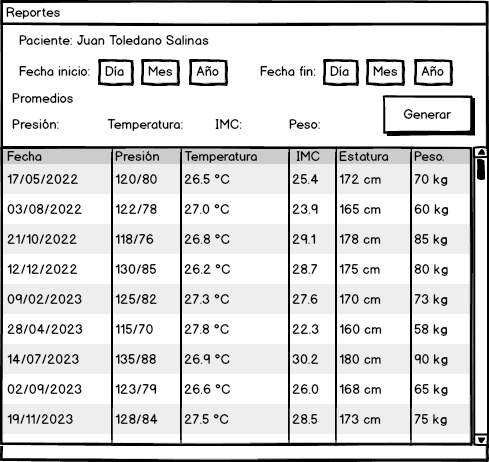 Reportes
Paciente: Juan Toledano Salinas
Fecha inicio: Día Mes Año Fecha fin: Día Mes Año
Promedios
Generar
Presión: Temperatura: IMC: Peso:
Fecha Presión Temperatura IMC Estatura Peso.
17/05/2022 120/80 26.5 °C 25.4 172 cm 70 kg
03/08/2022 122/78 27.0 °C 23.9 165 cm 60 kg
21/10/2022 118/76 26.8 °C 29.1 178 cm 85 kg
12/12/2022 130/85 26.2 °C 28.7 175 cm 80 kg
09/02/2023 125/82 27.3 °C 27.6 170 cm 73 kg
28/04/2023 115/70 27.8 °C 22.3 160 cm 58 kg
14/07/2023 135/88 26.9 °C 30.2 180 cm 90 kg
02/09/2023 123/79 26.6 °C 26.0 168 cm 65 kg
19/11/2023 128/84 27.5 °C 28.5 173 cm 75 kg